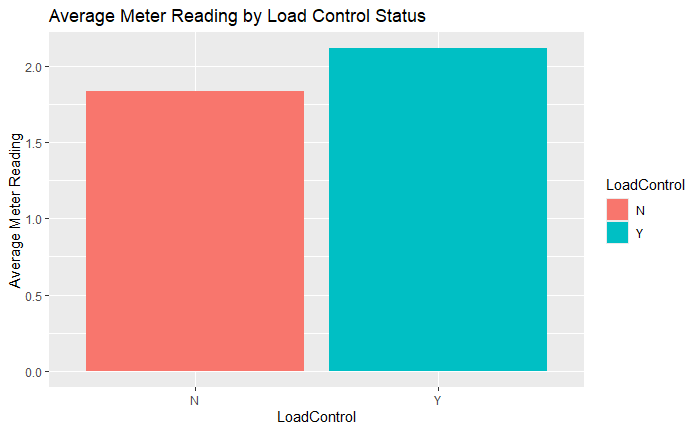 Average Meter Reading by Load Control Status
Average Meter Reading
2.0
1.5
1.0
0.5
0.0
N
Y
LoadControl
LoadControl
N
Y